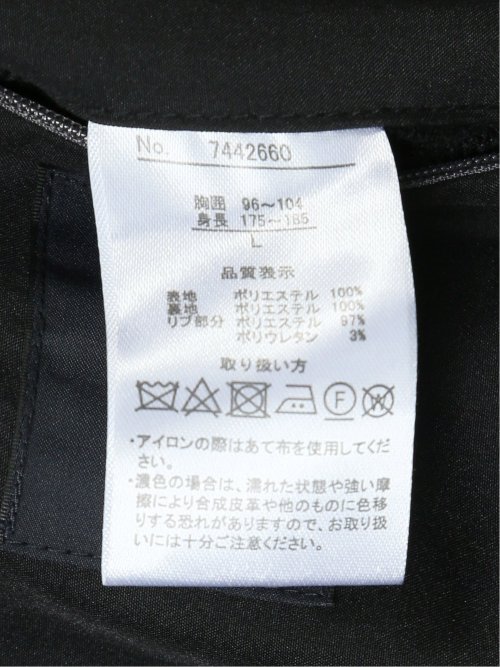 No. 7442660
胸囲 96～104
身長 175～185
L
品質表示
表地 ポリエステル 100%
裏地 ポリエステル 100%
リブ部分 ポリエステル 97%
ポリウレタン 3%
取り扱い方
F W
・アイロンの際はあて布を使用してくだ
さい。
・濃色の場合は、濡れた状態や強い摩
擦により合成皮革や他のものに色移
りする恐れがありますので、お取り扱
いには十分ご注意ください。